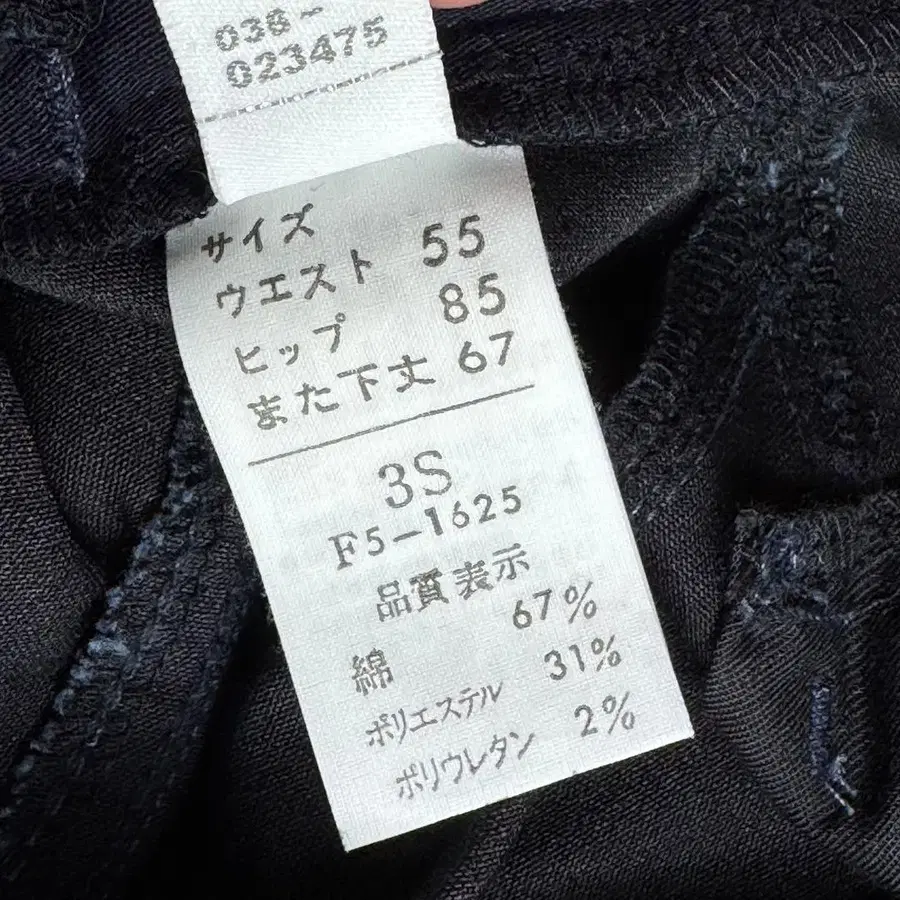 038-
023475
サイズ
ウエスト 55
ヒップ 85
また下丈 67
3S
F5-1625
品質表示
綿 67%
ポリエステル 31%
ポリウレタン 2%